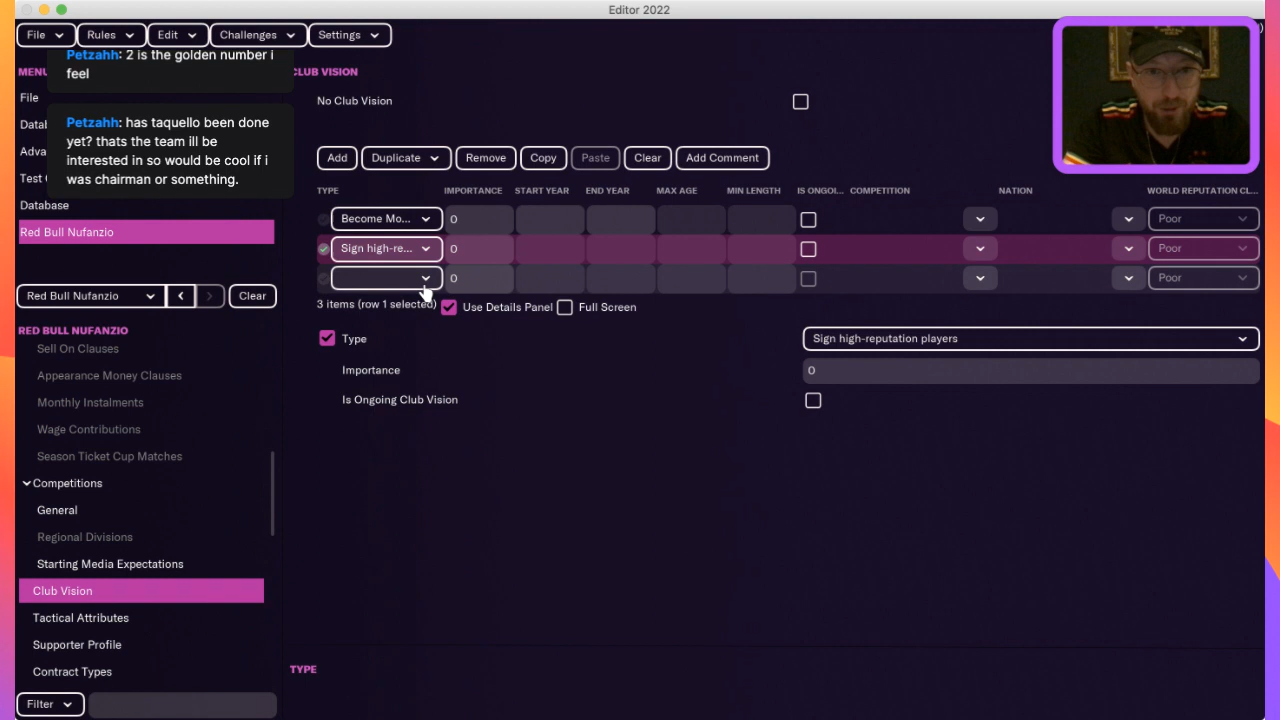 Editor 2022
File
Rules
Edit
Challenges
Settings
Petzahh: 2 is the golden number i
feel
Petzahh: has taquello been done
yet? thats the team ill be
interested in so would be cool if i
was chairman or something.
MENU
File
Advan
Database
Red Bull Nufanzio
Red Bull Nufanzio
Clear
RED BULL NUFANZIO
Sell On Clauses
Appearance Money Clauses
Monthly Instalments
Wage Contributions
Season Ticket Cup Matches
Competitions
General
Regional Divisions
Starting Media Expectations
Club Vision
Tactical Attributes
Supporter Profile
Contract Types
Filter
CLUB VISION
No Club Vision
Add
Duplicate
Remove
Copy
Paste
Clear
Add Comment
TYPE IMPORTANCE START YEAR END YEAR MAX AGE MIN LENGTH IS ONGOI... COMPETITION NATION WORLD REPUTATION CL...
Become Mo... 0 Poor
Sign high-re... 0 Poor
0 Poor
3 items (row 1 selected)
Use Details Panel
Full Screen
Type Sign high-reputation players
Importance 0
Is Ongoing Club Vision
TYPE